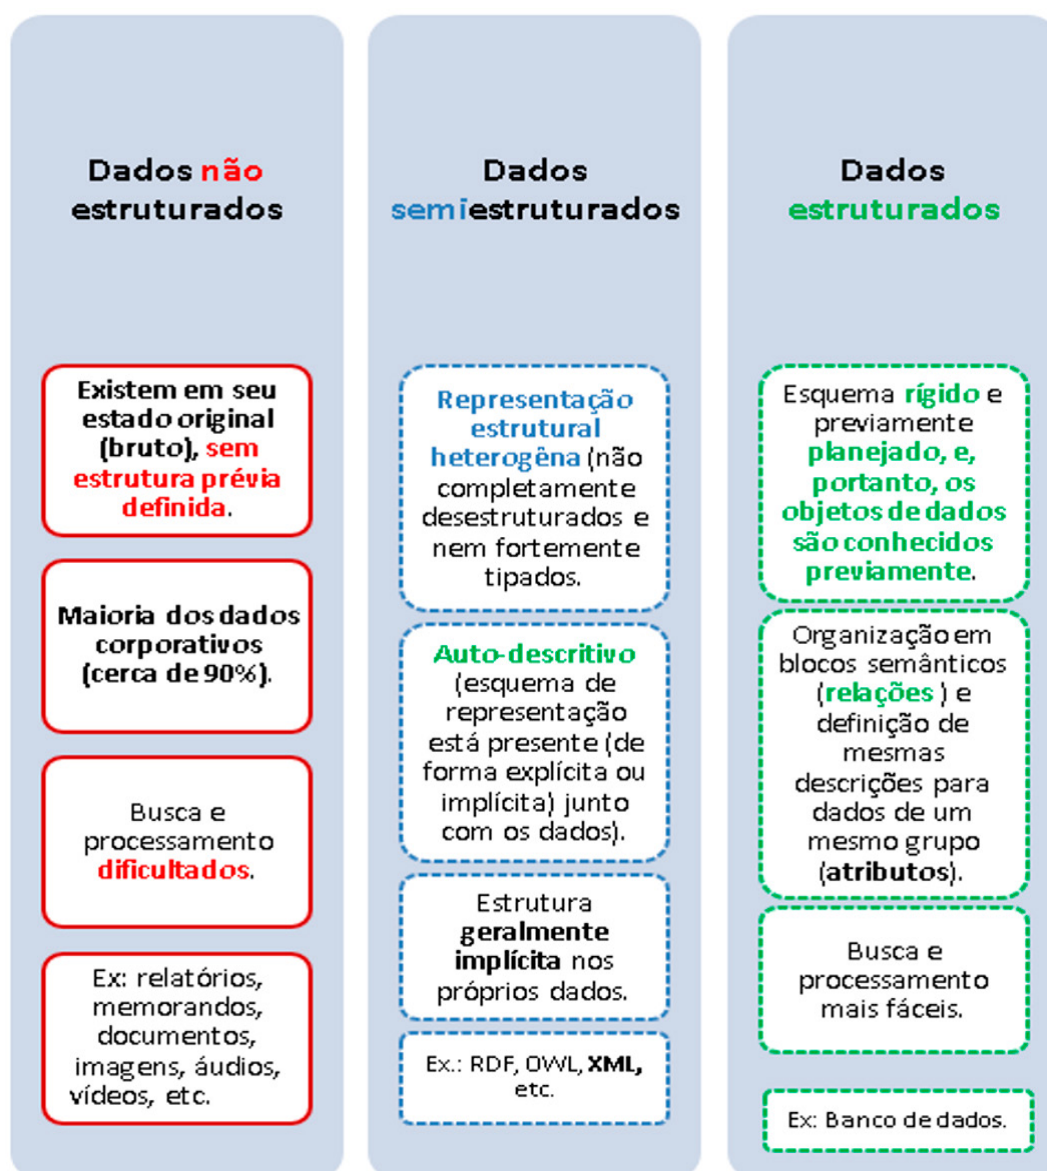 Dados não
estruturados
Existem em seu
estado original
(bruto), sem
estrutura prévia
definida.
Maioria dos dados
corporativos
(cerca de 90%).
Busca e
processamento
dificultados.
Ex: relatórios,
memorandos,
documentos,
imagens, áudios,
vídeos, etc.
Dados
semiestruturados
Representação
estrutural
heterogêna (não
completamente
desestruturados e
nem fortemente
tipados.
Auto-descritivo
(esquema de
representação
está presente (de
forma explícita ou
implícita) junto
com os dados).
Estrutura
geralmente
implícita nos
próprios dados.
Ex.: RDF, OWL, XML,
etc.
Dados
estruturados
Esquema rígido e
previamente
planejado, e,
portanto, os
objetos de dados
são conhecidos
previamente.
Organização em
blocos semânticos
(relações ) e
definição de
mesmas
descrições para
dados de um
mesmo grupo
(atributos).
Busca e
processamento
mais fáceis.
Ex: Banco de dados.